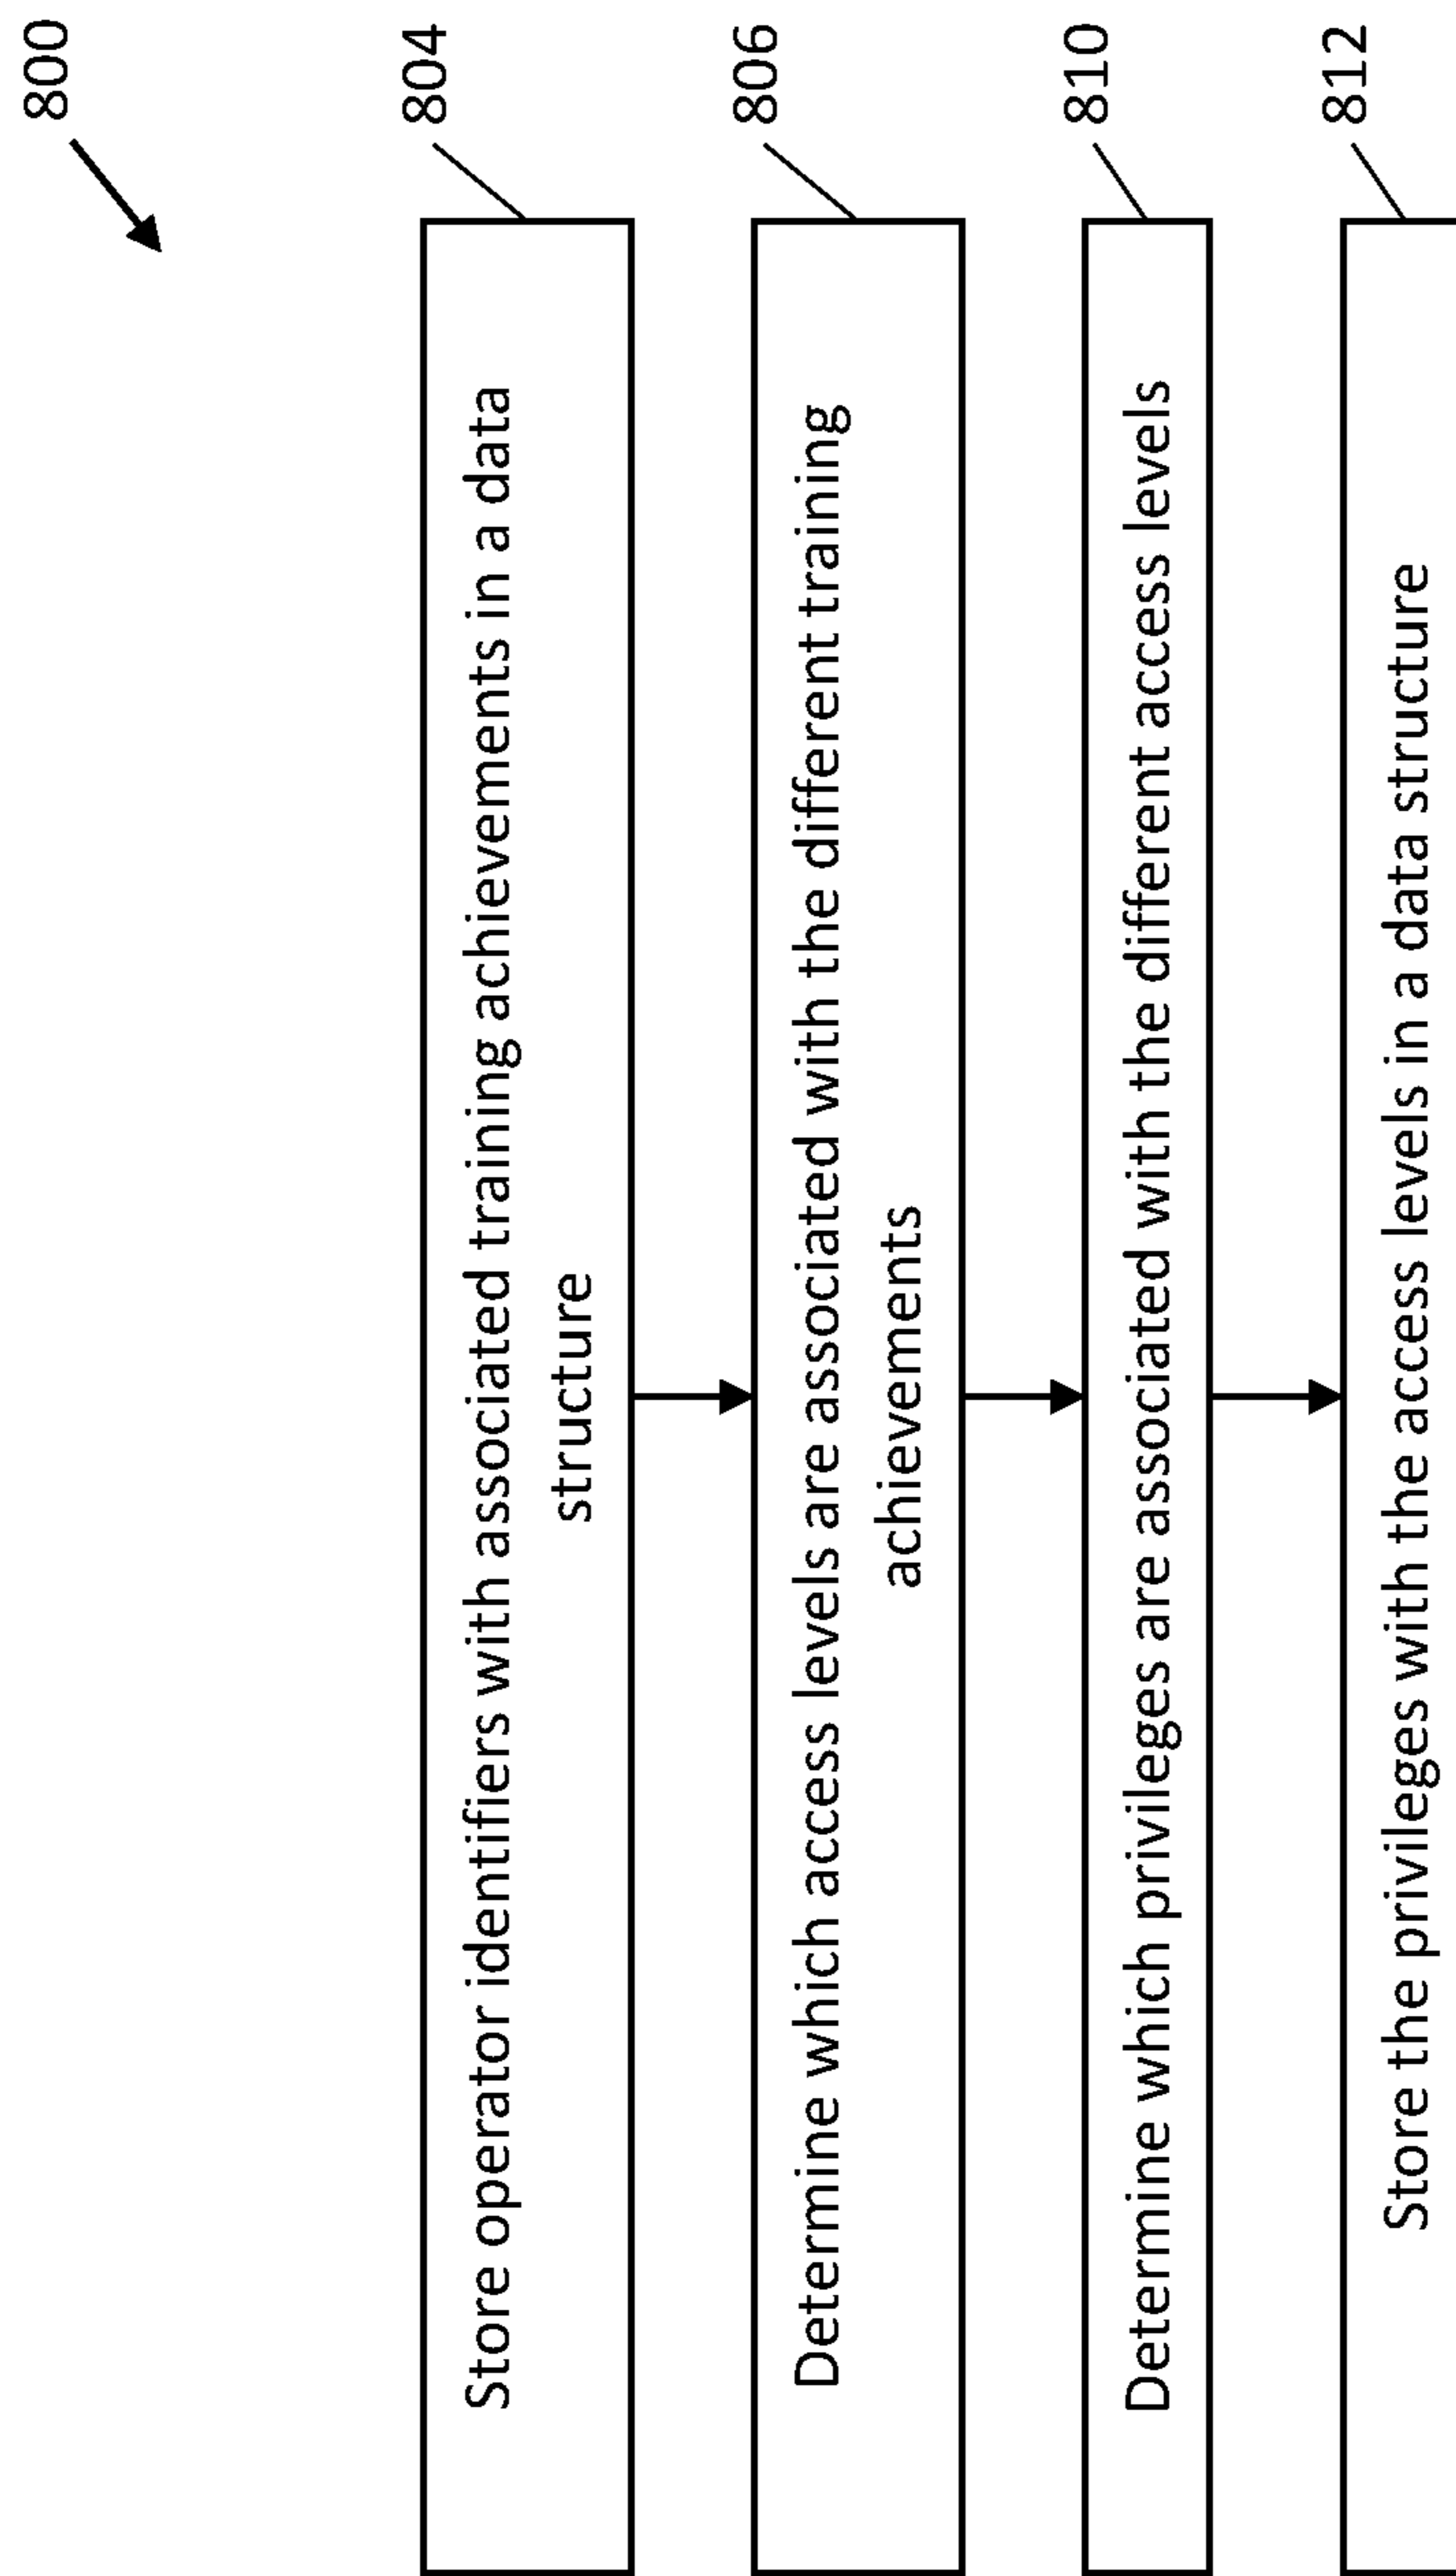 800
804
Store operator identifiers with associated training achievements in a data
structure
806
Determine which access levels are associated with the different training
achievements
810
Determine which privileges are associated with the different access levels
812
Store the privileges with the access levels in a data structure